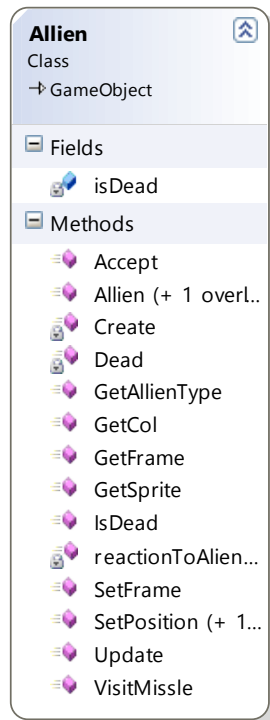 Allien
Class
GameObject
Fields
isDead
Methods
Accept
Allien (+ 1 overl...
Create
Dead
GetAllienType
GetCol
GetFrame
GetSprite
IsDead
reactionToAlien...
SetFrame
SetPosition (+ 1...
Update
VisitMissle